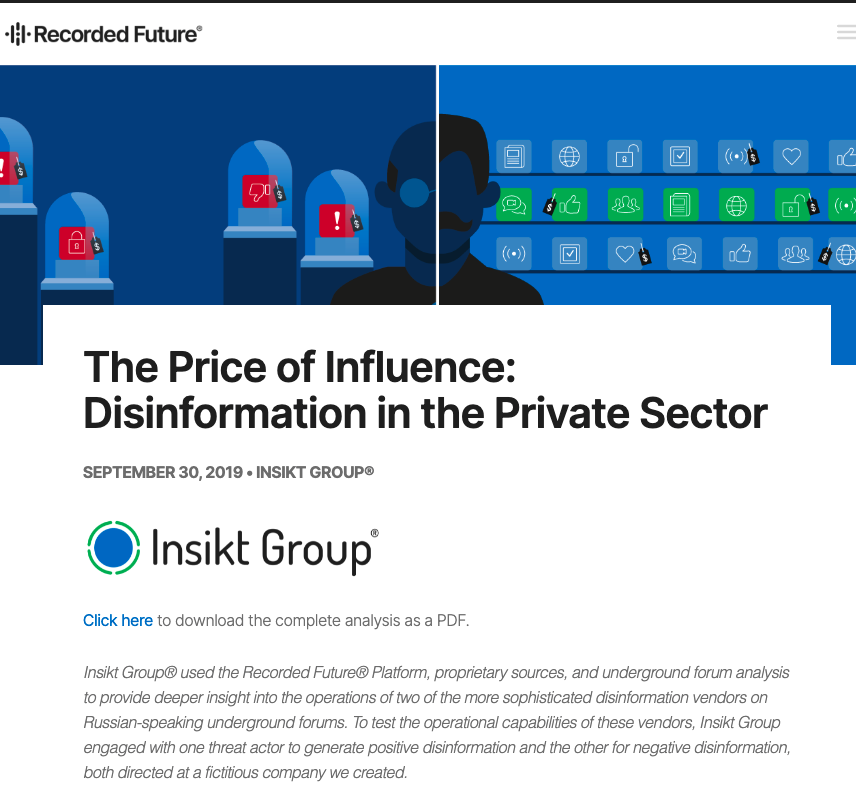 Recorded Future®
The Price of Influence:
Disinformation in the Private Sector
SEPTEMBER 30, 2019 • INSIKT GROUP®
Insikt Group®
Click here to download the complete analysis as a PDF.
Insikt Group® used the Recorded Future® Platform, proprietary sources, and underground forum analysis
to provide deeper insight into the operations of two of the more sophisticated disinformation vendors on
Russian-speaking underground forums. To test the operational capabilities of these vendors, Insikt Group
engaged with one threat actor to generate positive disinformation and the other for negative disinformation,
both directed at a fictitious company we created.